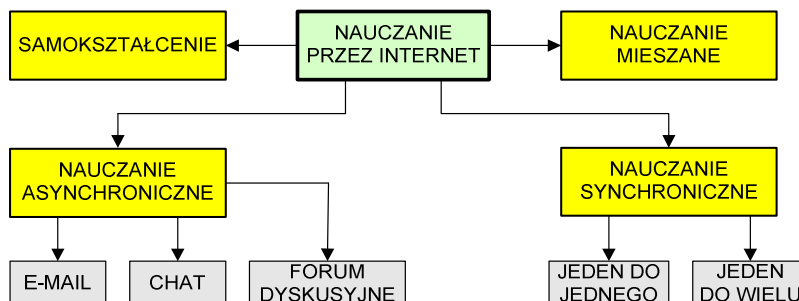 SAMOKSZTAŁCENIE
NAUCZANIE
PRZEZ INTERNET
NAUCZANIE
MIESZANE
NAUCZANIE
ASYNCHRONICZNE
NAUCZANIE
SYNCHRONICZNE
E-MAIL
CHAT
FORUM
DYSKUSYJNE
JEDEN DO
JEDNEGO
JEDEN
DO WIELU